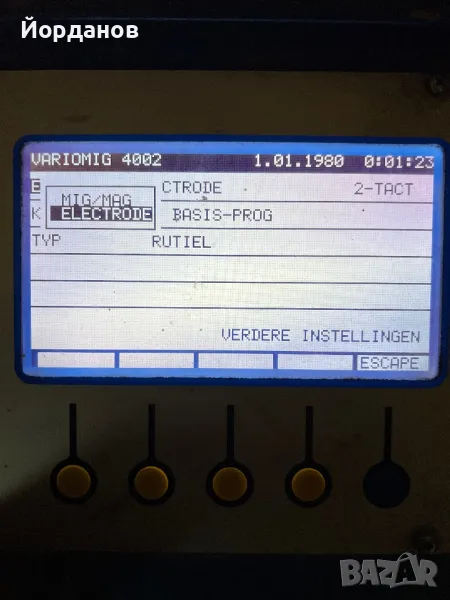 Йорданов
VARIOMIG 4002 1.01.1980 0:01:23
E CTRODE 2-TACT
MIG/MAG
K ELECTRODE BASIS-PROG
TYP RUTIEL
VERDERE INSTELLINGEN
ESCAPE
BAZAR